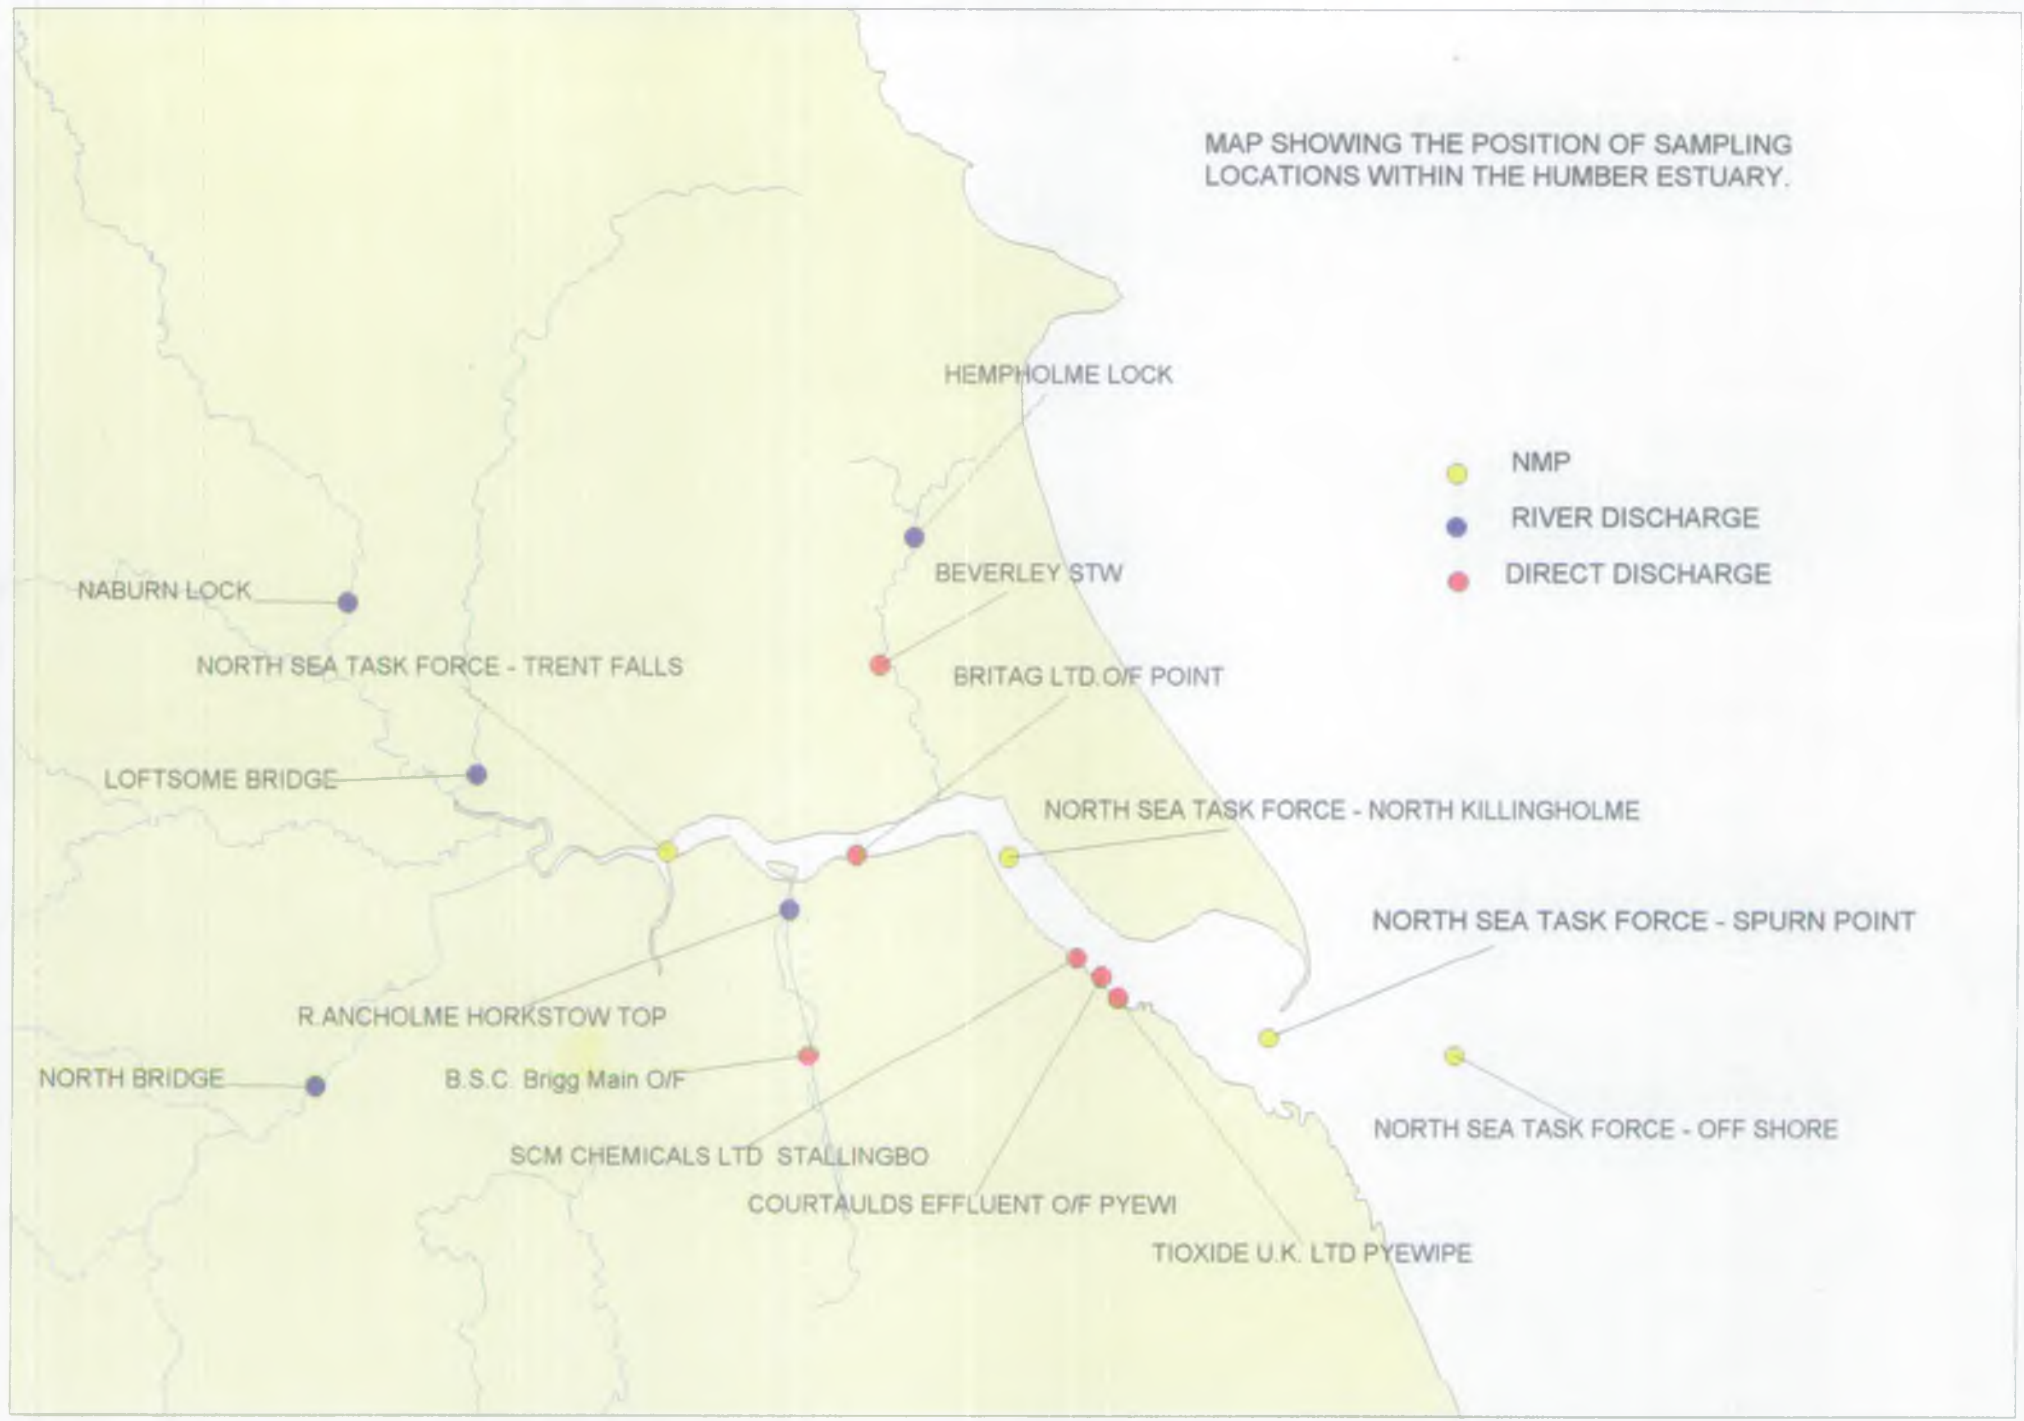 MAP SHOWING THE POSITION OF SAMPLING
LOCATIONS WITHIN THE HUMBER ESTUARY.
HEMPHOLME LOCK
NMP
RIVER DISCHARGE
DIRECT DISCHARGE
BEVERLEY STW
NABURN LOCK
NORTH SEA TASK FORCE - TRENT FALLS
BRITAG LTD.O/F POINT
LOFTSOME BRIDGE
NORTH SEA TASK FORCE - NORTH KILLINGHOLME
NORTH SEA TASK FORCE - SPURN POINT
R.ANCHOLME HORKSTOW TOP
NORTH BRIDGE
B.S.C. Brigg Main O/F
NORTH SEA TASK FORCE - OFF SHORE
SCM CHEMICALS LTD STALLINGBO
COURTAULDS EFFLUENT O/F PYEWI
TIOXIDE U.K. LTD PYEWIPE